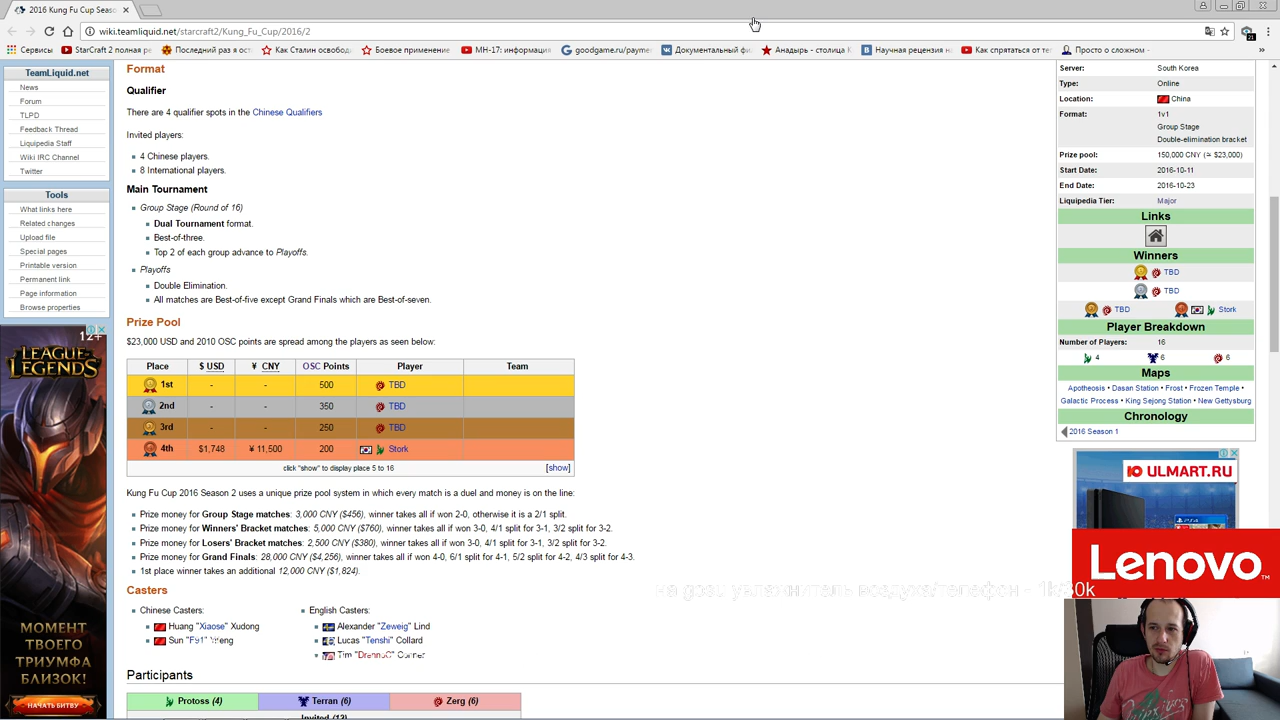 2016 Kung Fu Cup Seas
wiki.teamliquid.net/starcraft2/Kung_Fu_Cup/2016/2
21
Сервисы
StarCraft 2 полная ре
Последний раз я ост
Как Сталин освобод
Боевое применение
МН-17: информация
goodgame.ru/payme
Документальный фи
Анадырь - столица К
Научная рецензия н
Как спрятаться от те
Просто о сложном -
TeamLiquid.net
News
Forum
TLPD
Feedback Thread
Liquipedia Staff
Wiki IRC Channel
Twitter
Tools
What links here
Related changes
Upload file
Special pages
Printable version
Permanent link
Page information
Browse properties
12+
LEAGUE of LEGENDS
МОМЕНТ
ТВОЕГО
ТРИУМФА
БЛИЗОК!
НАЧАТЬ БИТВУ
Format
Qualifier
There are 4 qualifier spots in the Chinese Qualifiers
Invited players:
4 Chinese players.
8 International players.
Main Tournament
Group Stage (Round of 16)
Dual Tournament format.
Best-of-three.
Top 2 of each group advance to Playoffs.
Playoffs
Double Elimination.
All matches are Best-of-five except Grand Finals which are Best-of-seven.
Prize Pool
$23,000 USD and 2010 OSC points are spread among the players as seen below:
Place $ USD ¥ CNY OSC Points Player Team
1st - - 500 TBD
2nd - - 350 TBD
3rd - - 250 TBD
4th $1,748 ¥ 11,500 200 Stork
click "show" to display place 5 to 16 [show]
Kung Fu Cup 2016 Season 2 uses a unique prize pool system in which every match is a duel and money is on the line:
Prize money for Group Stage matches: 3,000 CNY ($456), winner takes all if won 2-0, otherwise it is a 2/1 split.
Prize money for Winners' Bracket matches: 5,000 CNY ($760), winner takes all if won 3-0, 4/1 split for 3-1, 3/2 split for 3-2.
Prize money for Losers' Bracket matches: 2,500 CNY ($380), winner takes all if won 3-0, 4/1 split for 3-1, 3/2 split for 3-2.
Prize money for Grand Finals: 28,000 CNY ($4,256), winner takes all if won 4-0, 6/1 split for 4-1, 5/2 split for 4-2, 4/3 split for 4-3.
1st place winner takes an additional 12,000 CNY ($1,824).
Casters
Chinese Casters:
Huang "Xiaose" Xudong
Sun "F91"
English Casters:
Alexander "Zeweig" Lind
Lucas "Tenshi" Collard
Participants
Protoss (4) Terran (6) Zerg (6)
Invited (12)
Server: South Korea
Type: Online
Location: China
Format: 1v1
Group Stage
Double-elimination bracket
Prize pool: 150,000 CNY (≃ $23,000)
Start Date: 2016-10-11
End Date: 2016-10-23
Liquipedia Tier: Major
Links
Winners
TBD
TBD
TBD Stork
Player Breakdown
Number of Players: 16
4 6 6
Maps
Apotheosis • Dasan Station • Frost • Frozen Temple •
Galactic Process • King Sejong Station • New Gettysburg
Chronology
2016 Season 1
ULMART.RU
PS4
Lenovo
увлажнитель воздуха/телефон - 1k/30k